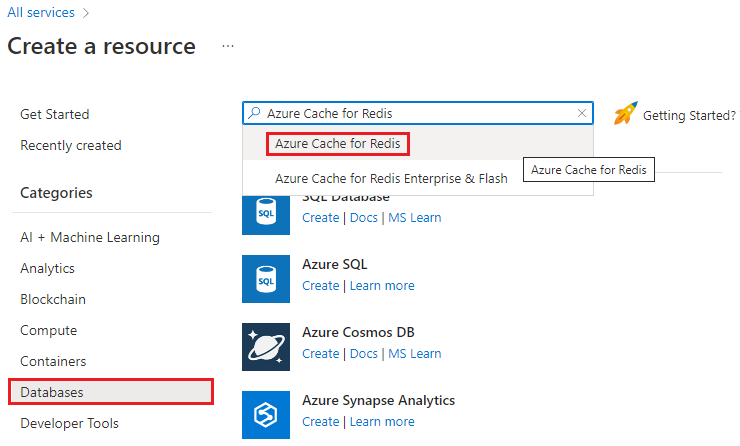 All services >
Create a resource ...
Get Started
Recently created
Categories
AI + Machine Learning
Analytics
Blockchain
Compute
Containers
Databases
Developer Tools
Azure Cache for Redis
Getting Started?
Azure Cache for Redis
Azure Cache for Redis Enterprise & Flash
Azure Cache for Redis
SQL Database
Create | Docs | MS Learn
SQL
Azure SQL
Create | Learn more
SQL
Azure Cosmos DB
Create | Docs | MS Learn
Azure Synapse Analytics
Create | Learn more